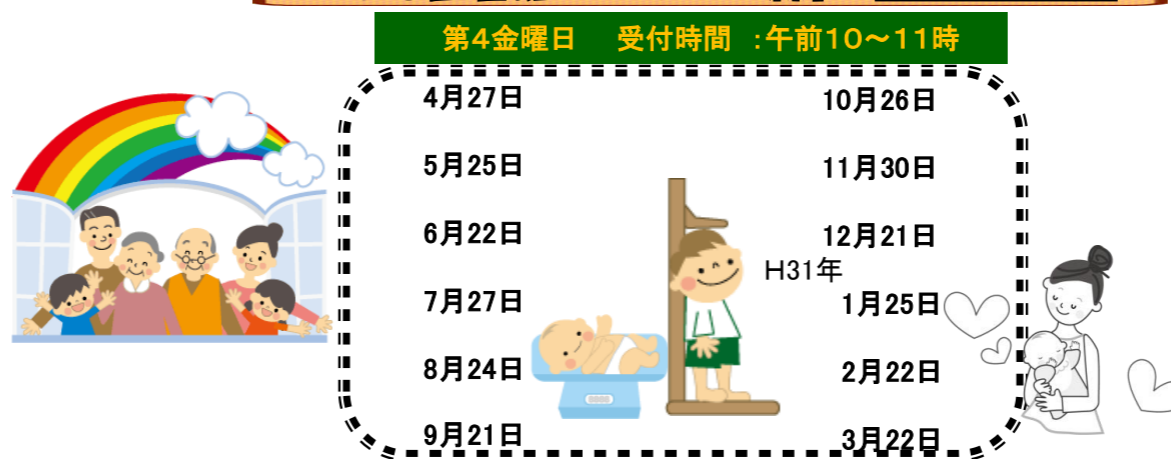 第4金曜日 受付時間 :午前10~11時
4月27日
5月25日
6月22日
7月27日
8月24日
9月21日
10月26日
11月30日
12月21日
H31年
1月25日
2月22日
3月22日